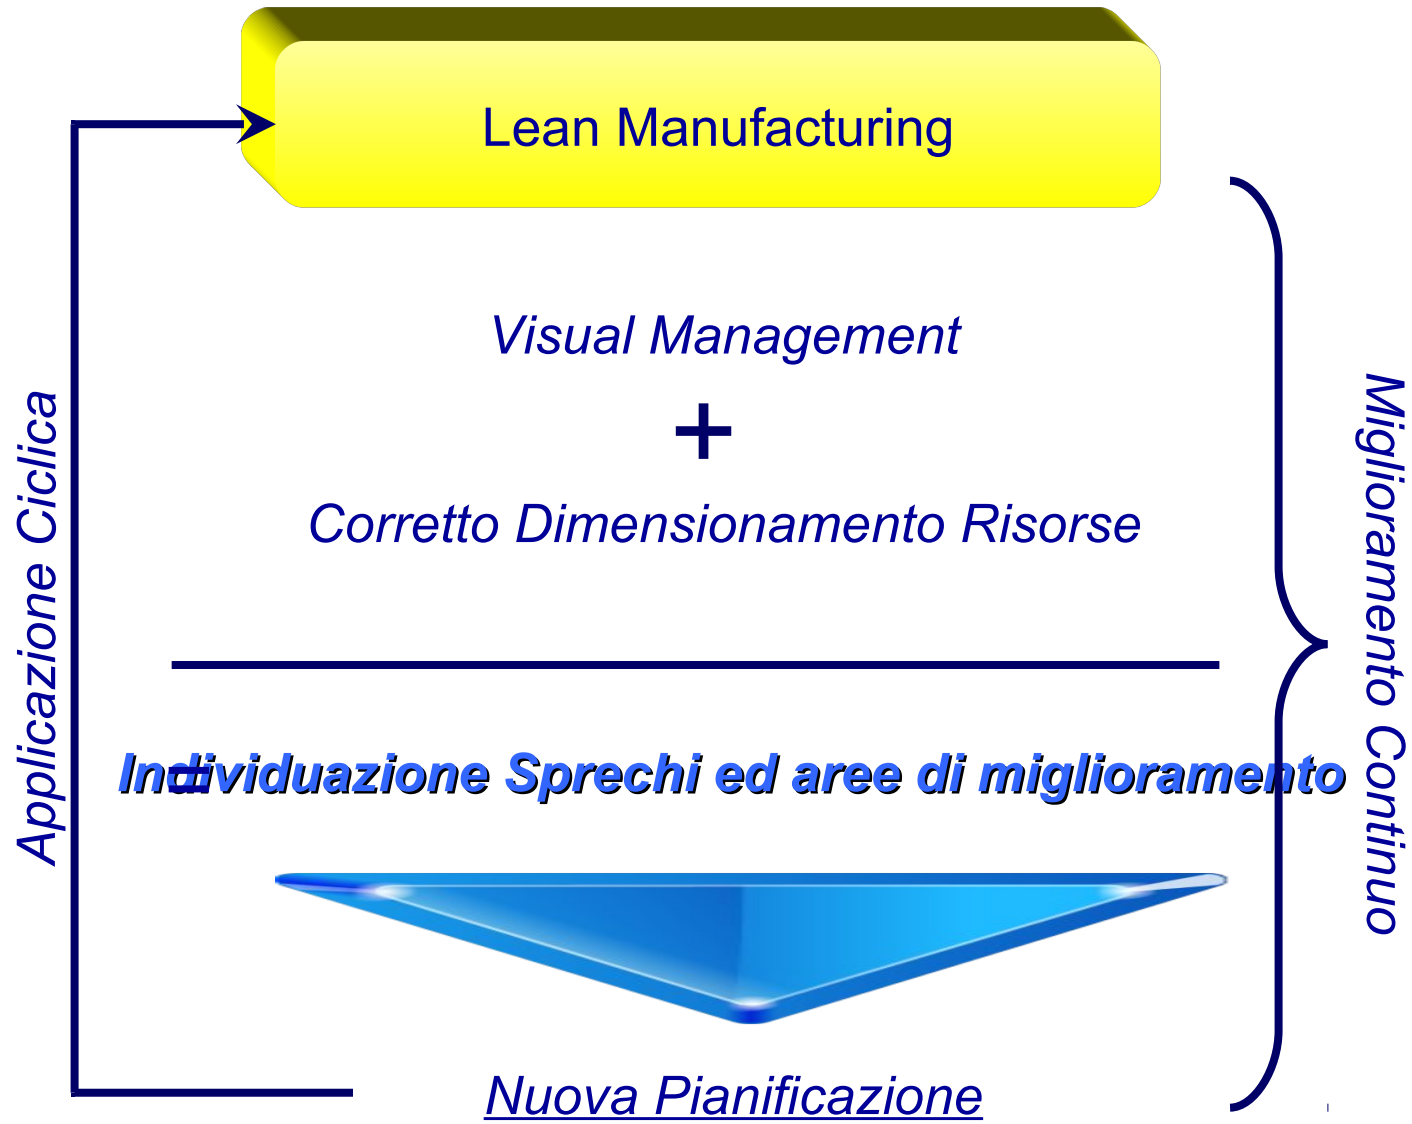 Lean Manufacturing
Visual Management
+
Corretto Dimensionamento Risorse
=
Individuazione Sprechi ed aree di miglioramento
Nuova Pianificazione
Applicazione Ciclica
Miglioramento Continuo